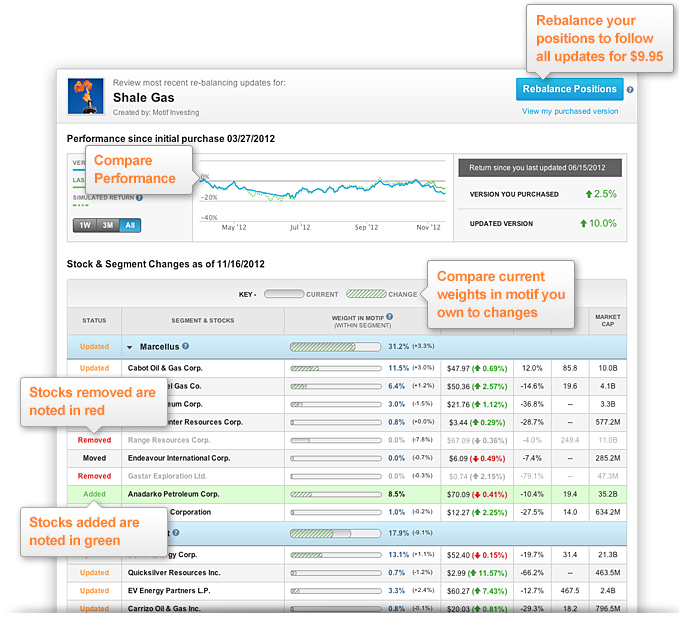 Rebalance your
positions to follow
all updates for $9.95
Review most recent re-balancing updates for:
Shale Gas
Created by: Motif Investing
Rebalance Positions ?
View my purchased version
Performance since initial purchase 03/27/2012
Compare
Performance
VER
LAS
SIMULATED RETURN ?
1W 3M All
0%
-20%
-40%
May '12 Jul '12 Sep '12 Nov '12
Return since you last updated 06/15/2012
VERSION YOU PURCHASED 2.5%
UPDATED VERSION 10.0%
Stock & Segment Changes as of 11/16/2012
Compare current
weights in motif you
own to changes
KEY - CURRENT CHANGE
STATUS SEGMENT & STOCKS WEIGHT IN MOTIF ? (WITHIN SEGMENT) MARKET CAP
Updated Marcellus ? 31.2% (+3.3%)
Updated Cabot Oil & Gas Corp. 11.5% (+3.0%) $47.97 (0.69%) 12.0% 85.8 10.0B
el Gas Co. 6.4% (+1.2%) $50.36 (2.57%) -14.6% 19.6 4.1B
Stocks removed are
noted in red
eum Corp. 3.0% (-1.5%) $21.76 (1.12%) -36.8% -- 3.3B
nter Resources Corp. 0.8% (+0.0%) $3.44 (0.29%) -28.7% -- 577.2M
Removed Range Resources Corp. 0.0% (-7.8%) $67.09 (0.36%) -4.0% 249.4 11.0B
Moved Endeavour International Corp. 0.0% (-0.7%) $6.09 (0.49%) -7.4% -- 285.2M
Removed Gastar Exploration Ltd. 0.0% (-0.3%) $0.74 (2.15%) -79.1% -- 47.3M
Added Anadarko Petroleum Corp. 8.5% $70.09 (0.41%) -10.4% 19.4 35.2B
Stocks added are
noted in green
Corporation 1.0% (-0.2%) $12.27 (2.25%) -27.5% 14.0 634.2M
t ? 17.9% (-9.1%)
ergy Corp. 13.1% (+1.1%) $52.40 (0.15%) -19.7% 31.4 21.3B
Updated Quicksilver Resources Inc. 0.7% (-1.2%) $2.99 (11.57%) -66.2% -- 463.5M
Updated EV Energy Partners L.P. 3.3% (+2.4%) $60.27 (7.43%) -12.7% 467.5 2.4B
Updated Carrizo Oil & Gas Inc. 0.8% (-0.1%) $20.03 (0.81%) -29.3% 18.2 796.5M